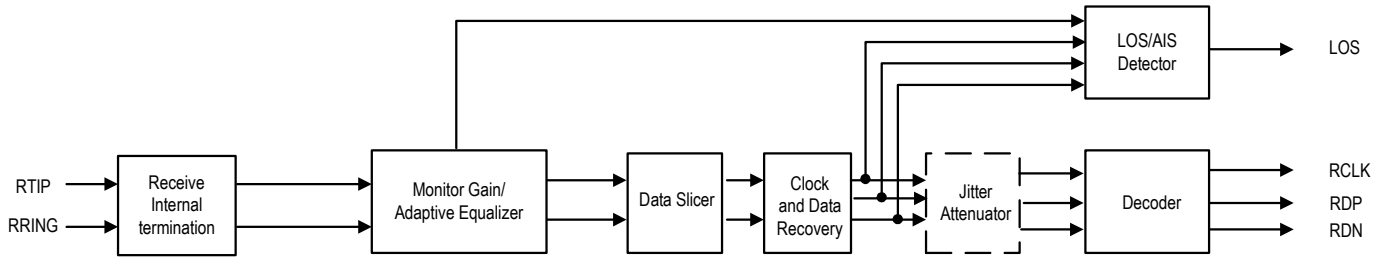 LOS/AIS
Detector
LOS
RTIP
RRING
Receive
Internal
termination
Monitor Gain/
Adaptive Equalizer
Data Slicer
Clock
and Data
Recovery
Jitter
Attenuator
Decoder
RCLK
RDP
RDN